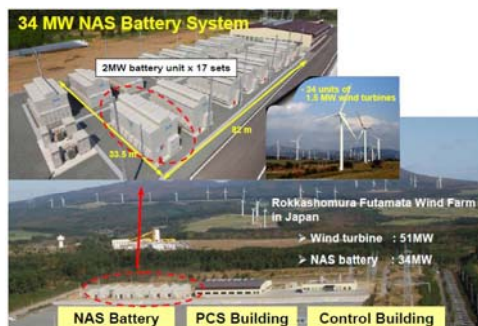 34 MW NAS Battery System
2MW battery unit x 17 sets
- 34 units of
1.5 MW wind turbines
82 m
33.5 m
Rokkashomura Futamata Wind Farm
in Japan
➤ Wind turbine : 51MW
➤ NAS battery : 34MW
NAS Battery
PCS Building
Control Building